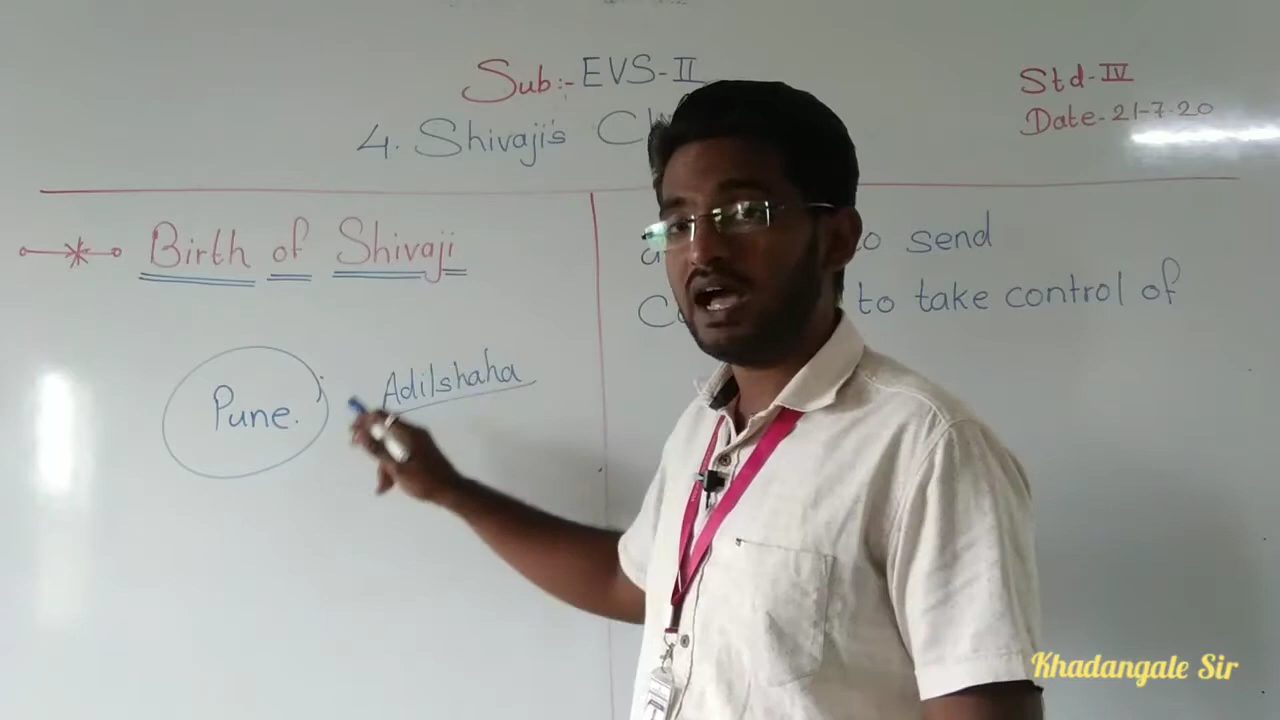 Sub:- EVS-II
Std-IV
Date-21-7-20
4. Shivaji's
Birth of Shivaji
to send
to take control of
Pune.
Adilshaha
Khadangale Sir